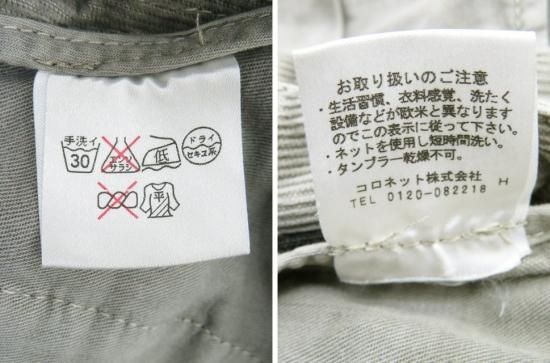 手洗イ
30
エンソ
サラシ
低
ドライ
セキユ系
平
お取り扱いのご注意
・生活習慣、衣料感覚、洗たく
設備などが欧米と異なります
のでこの表示に従って下さい。
・ネットを使用し短時間洗い。
・タンブラー乾燥不可。
コロネット株式会社 H
TEL 0120-082218